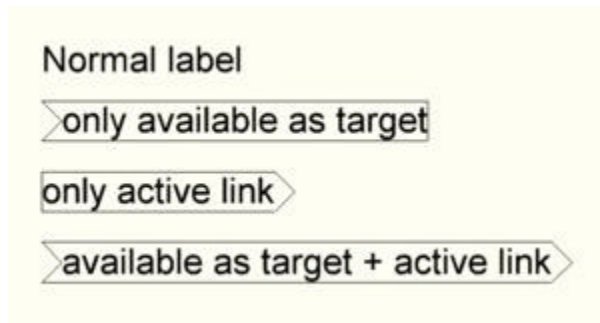 Normal label
only available as target
only active link
available as target + active link